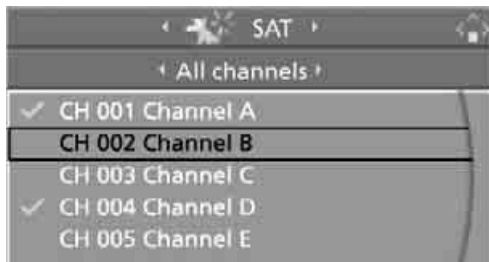 SAT
All channels
CH 001 Channel A
CH 002 Channel B
CH 003 Channel C
CH 004 Channel D
CH 005 Channel E